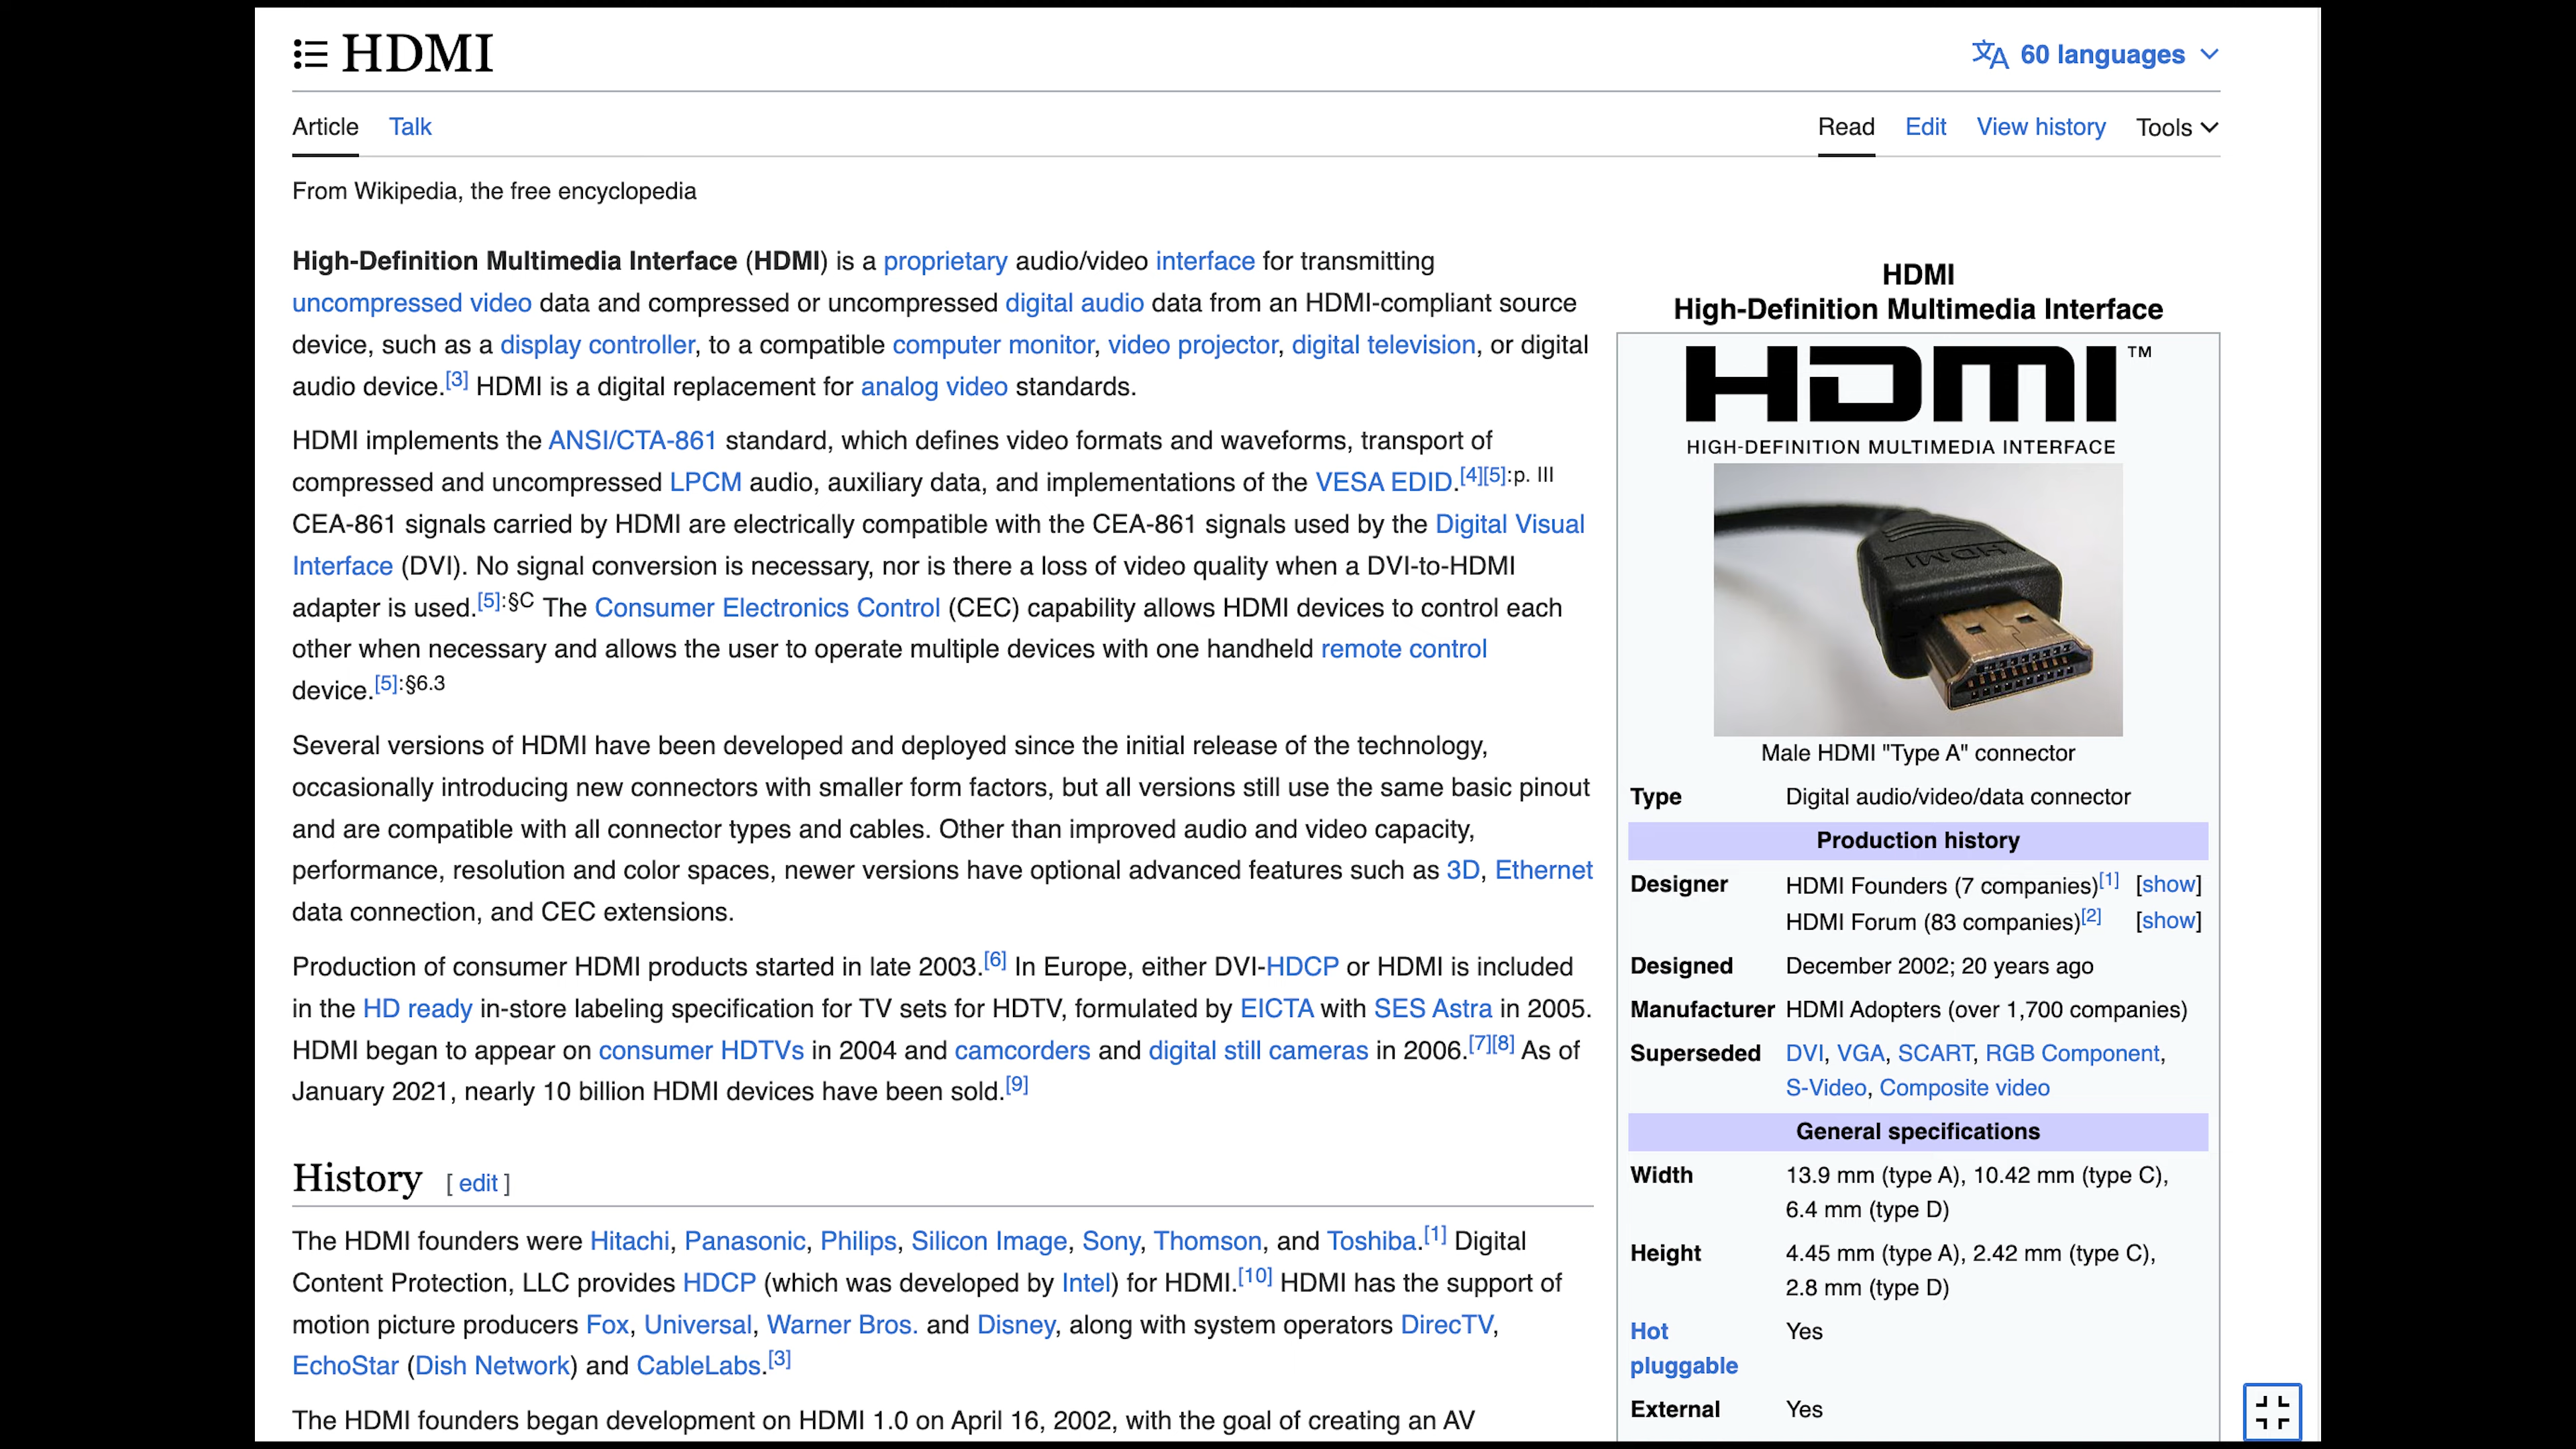 HDMI
60 languages
Article Talk
Read Edit View history Tools
From Wikipedia, the free encyclopedia
High-Definition Multimedia Interface (HDMI) is a proprietary audio/video interface for transmitting
uncompressed video data and compressed or uncompressed digital audio data from an HDMI-compliant source
device, such as a display controller, to a compatible computer monitor, video projector, digital television, or digital
audio device.[3] HDMI is a digital replacement for analog video standards.
HDMI implements the ANSI/CTA-861 standard, which defines video formats and waveforms, transport of
compressed and uncompressed LPCM audio, auxiliary data, and implementations of the VESA EDID.[4][5]:p. III
CEA-861 signals carried by HDMI are electrically compatible with the CEA-861 signals used by the Digital Visual
Interface (DVI). No signal conversion is necessary, nor is there a loss of video quality when a DVI-to-HDMI
adapter is used.[5]:§C The Consumer Electronics Control (CEC) capability allows HDMI devices to control each
other when necessary and allows the user to operate multiple devices with one handheld remote control
device.[5]:§6.3
Several versions of HDMI have been developed and deployed since the initial release of the technology,
occasionally introducing new connectors with smaller form factors, but all versions still use the same basic pinout
and are compatible with all connector types and cables. Other than improved audio and video capacity,
performance, resolution and color spaces, newer versions have optional advanced features such as 3D, Ethernet
data connection, and CEC extensions.
Production of consumer HDMI products started in late 2003.[6] In Europe, either DVI-HDCP or HDMI is included
in the HD ready in-store labeling specification for TV sets for HDTV, formulated by EICTA with SES Astra in 2005.
HDMI began to appear on consumer HDTVs in 2004 and camcorders and digital still cameras in 2006.[7][8] As of
January 2021, nearly 10 billion HDMI devices have been sold.[9]
History [ edit ]
The HDMI founders were Hitachi, Panasonic, Philips, Silicon Image, Sony, Thomson, and Toshiba.[1] Digital
Content Protection, LLC provides HDCP (which was developed by Intel) for HDMI.[10] HDMI has the support of
motion picture producers Fox, Universal, Warner Bros. and Disney, along with system operators DirecTV,
EchoStar (Dish Network) and CableLabs.[3]
The HDMI founders began development on HDMI 1.0 on April 16, 2002, with the goal of creating an AV
HDMI
High-Definition Multimedia Interface
HDMI™
HIGH-DEFINITION MULTIMEDIA INTERFACE
HDMI
Male HDMI "Type A" connector
Type Digital audio/video/data connector
Production history
Designer HDMI Founders (7 companies)[1] [show]
HDMI Forum (83 companies)[2] [show]
Designed December 2002; 20 years ago
Manufacturer HDMI Adopters (over 1,700 companies)
Superseded DVI, VGA, SCART, RGB Component,
S-Video, Composite video
General specifications
Width 13.9 mm (type A), 10.42 mm (type C),
6.4 mm (type D)
Height 4.45 mm (type A), 2.42 mm (type C),
2.8 mm (type D)
Hot Yes
pluggable
External Yes